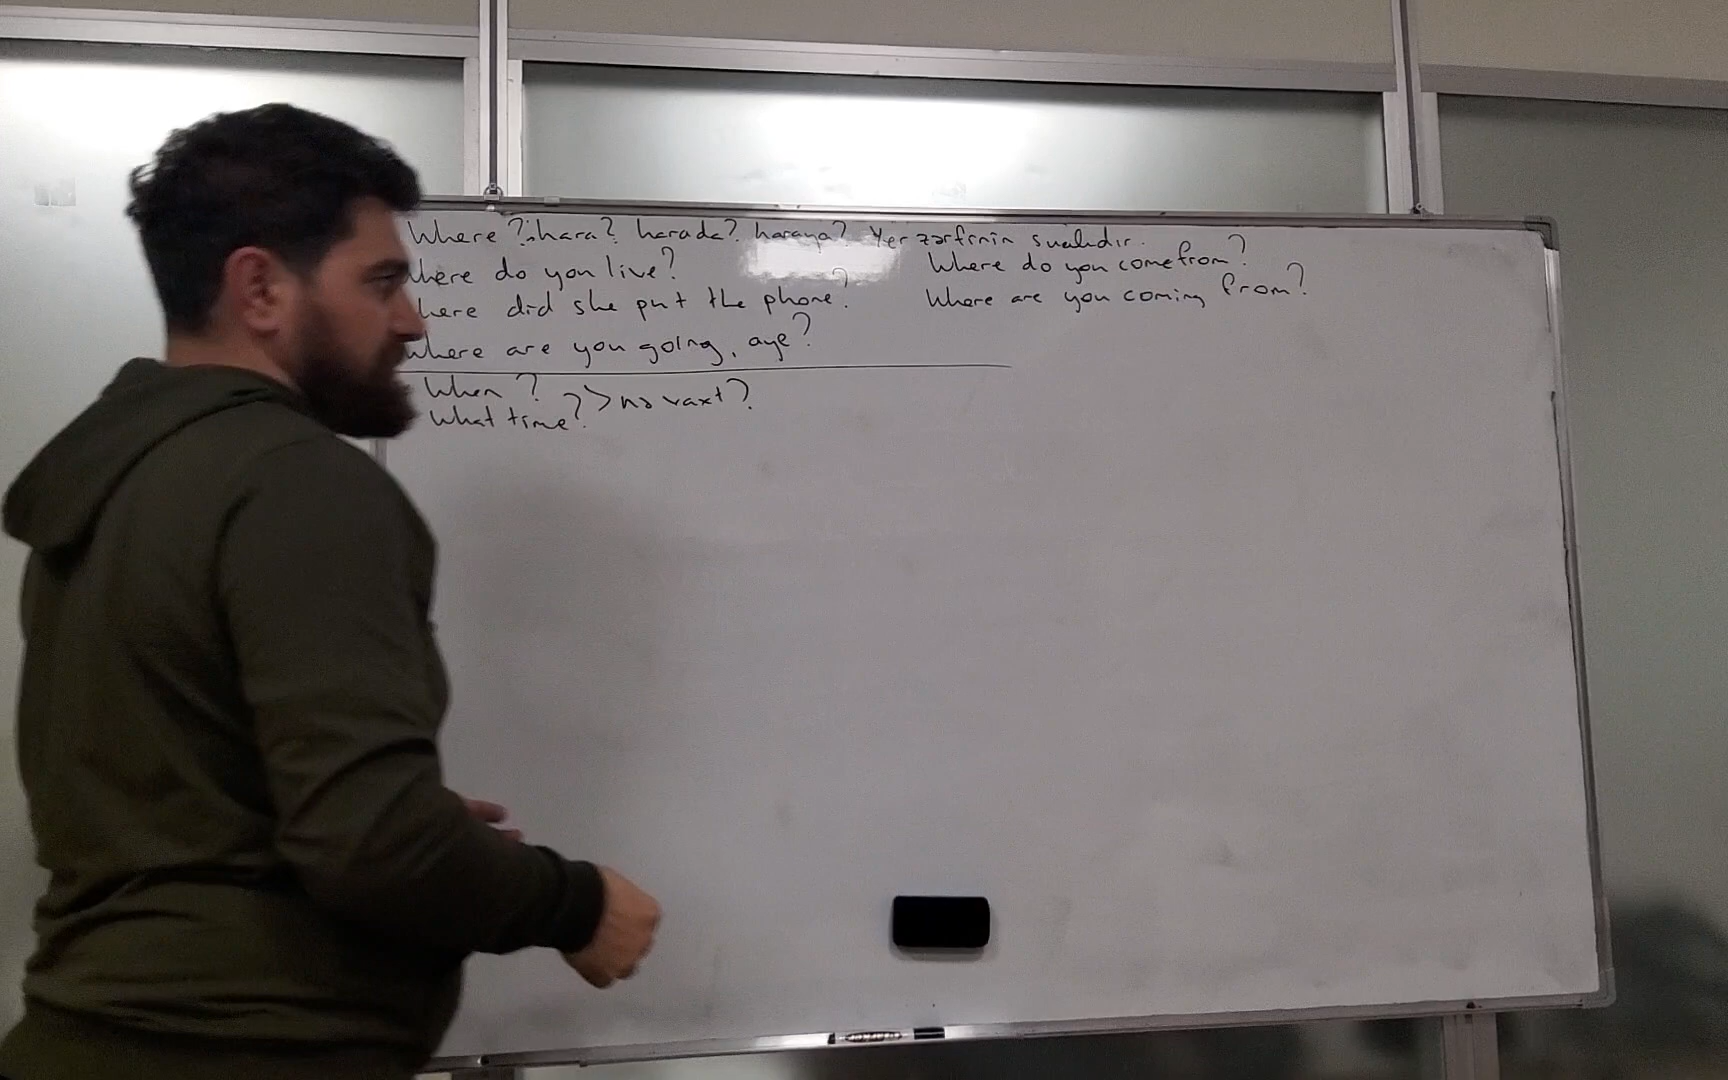 Where?: hara? harada? haraya? Yer zərfinin sualıdır.
Where do you live?
Where did she put the phone?
Where are you going, aye?
Where do you come from?
Where are you coming from?
When?
What time? > nə vaxt?